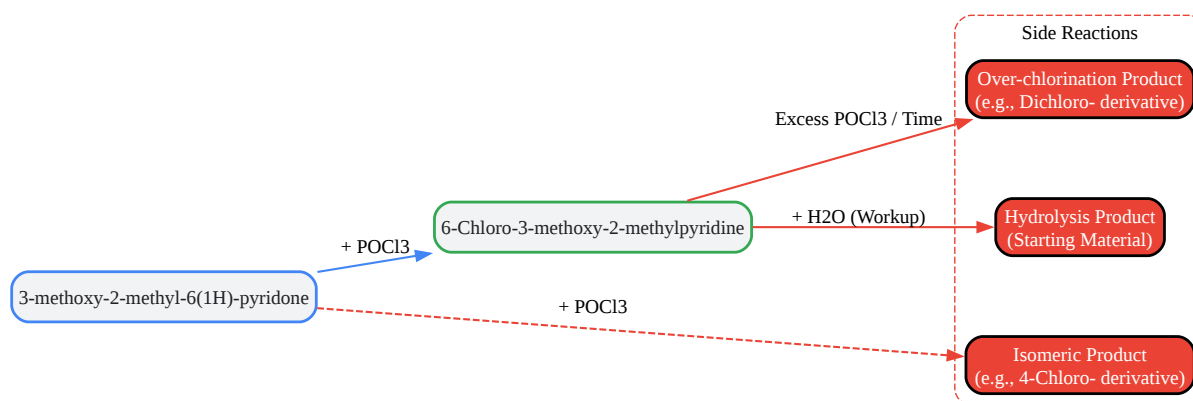 Side Reactions
Over-chlorination Product
(e.g., Dichloro- derivative)
Excess POCl3 / Time
6-Chloro-3-methoxy-2-methylpyridine
+ H2O (Workup)
Hydrolysis Product
(Starting Material)
+ POCl3
3-methoxy-2-methyl-6(1H)-pyridone
+ POCl3
Isomeric Product
(e.g., 4-Chloro- derivative)